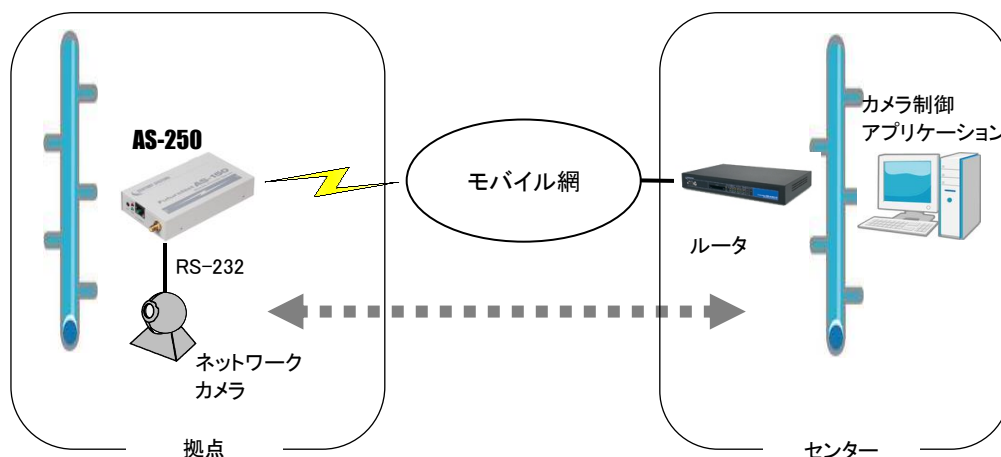 AS-250
RS-232
ネットワーク
カメラ
拠点
モバイル網
ルータ
カメラ制御
アプリケーション
センター